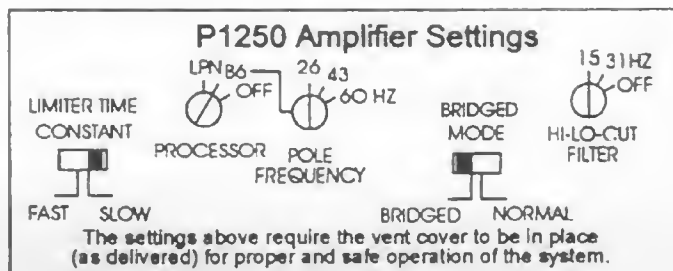 P1250 Amplifier Settings
LPN B6 OFF
26 43 60 HZ
15 31HZ OFF
LIMITER TIME CONSTANT
PROCESSOR
POLE FREQUENCY
BRIDGED MODE
HI-LO-CUT FILTER
FAST SLOW
BRIDGED NORMAL
The settings above require the vent cover to be in place
(as delivered) for proper and safe operation of the system.